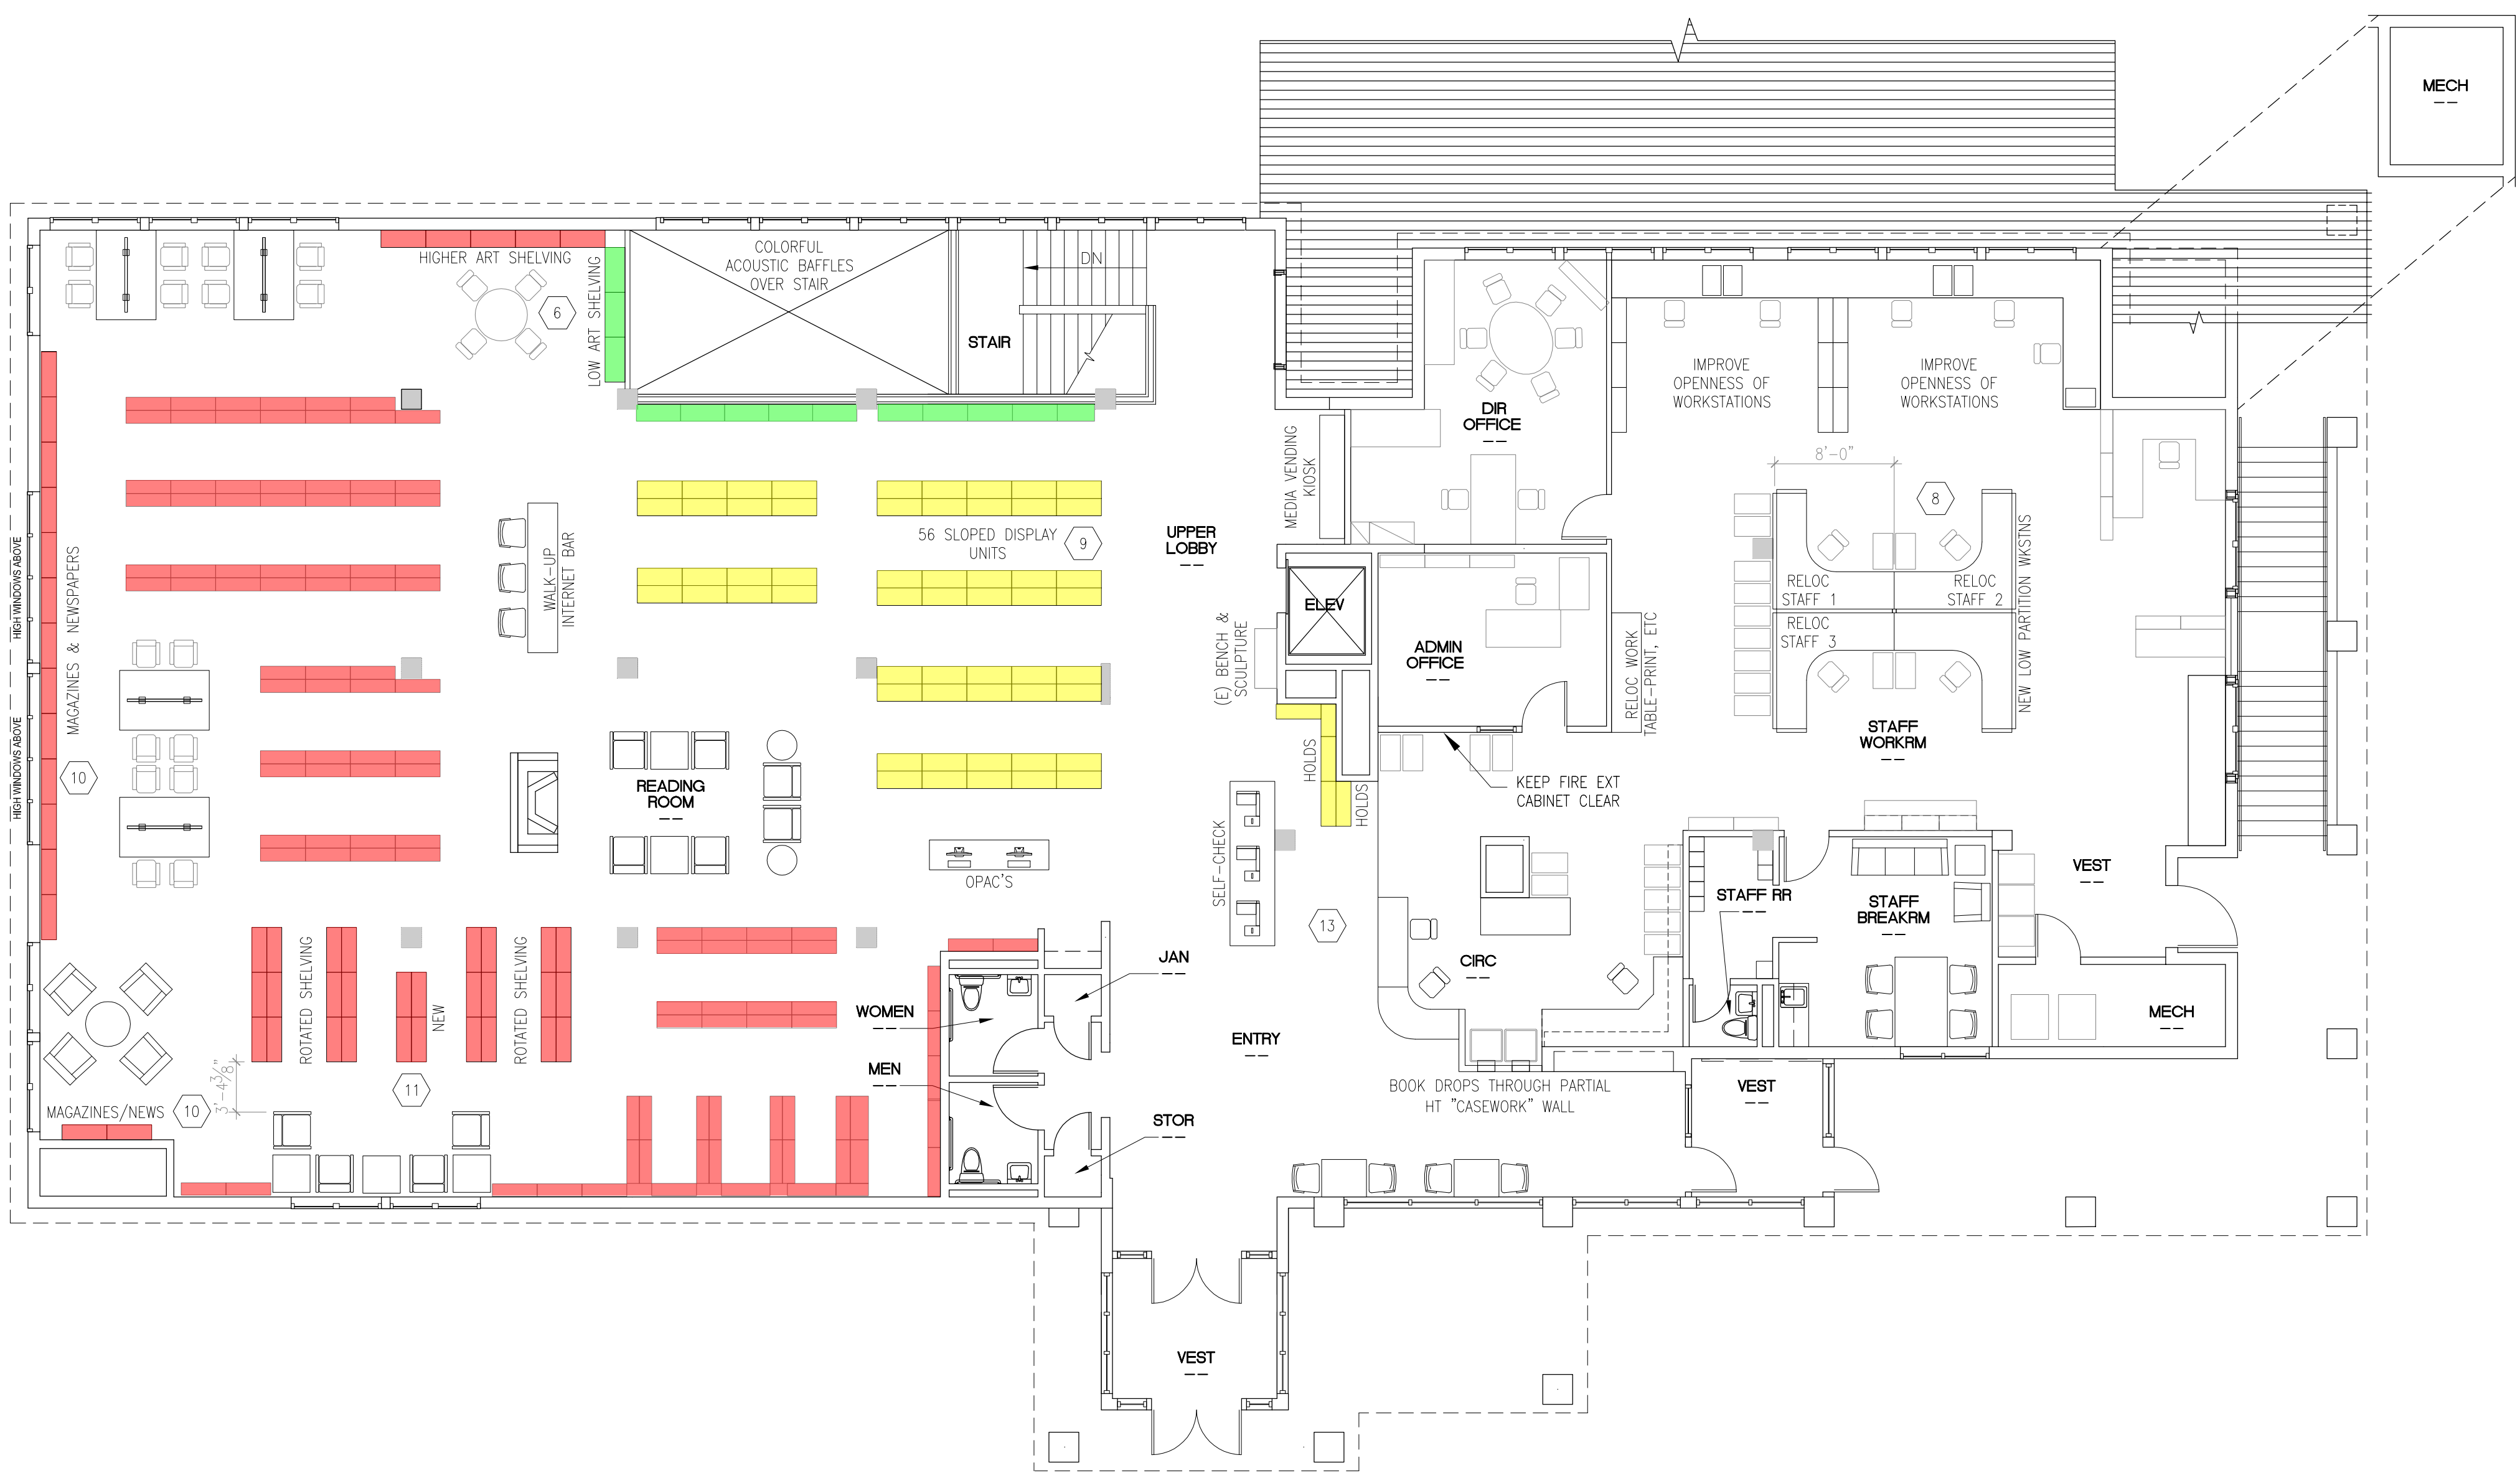 MECH
--
COLORFUL
ACOUSTIC BAFFLES
OVER STAIR
DN
HIGHER ART SHELVING
6
LOW ART SHELVING
STAIR
IMPROVE
OPENNESS OF
WORKSTATIONS
IMPROVE
OPENNESS OF
WORKSTATIONS
DIR
OFFICE
--
MEDIA VENDING
KIOSK
8'-0"
8
56 SLOPED DISPLAY
UNITS
9
UPPER
LOBBY
--
HIGH WINDOWS ABOVE
MAGAZINES & NEWSPAPERS
WALK-UP
INTERNET BAR
RELOC
STAFF 1
RELOC
STAFF 2
RELOC
STAFF 3
NEW LOW PARTITION WKSTNS
ELEV
(E) BENCH &
SCULPTURE
ADMIN
OFFICE
--
RELOC WORK
TABLE-PRINT, ETC
STAFF
WORKRM
--
HIGH WINDOWS ABOVE
10
READING
ROOM
--
HOLDS
HOLDS
KEEP FIRE EXT
CABINET CLEAR
SELF-CHECK
OPAC'S
VEST
--
STAFF RR
--
STAFF
BREAKRM
--
13
ROTATED SHELVING
NEW
ROTATED SHELVING
JAN
--
CIRC
--
WOMEN
--
MECH
--
ENTRY
--
MEN
--
3'-4 3/8"
11
BOOK DROPS THROUGH PARTIAL
HT "CASEWORK" WALL
VEST
--
MAGAZINES/NEWS
10
STOR
--
VEST
--